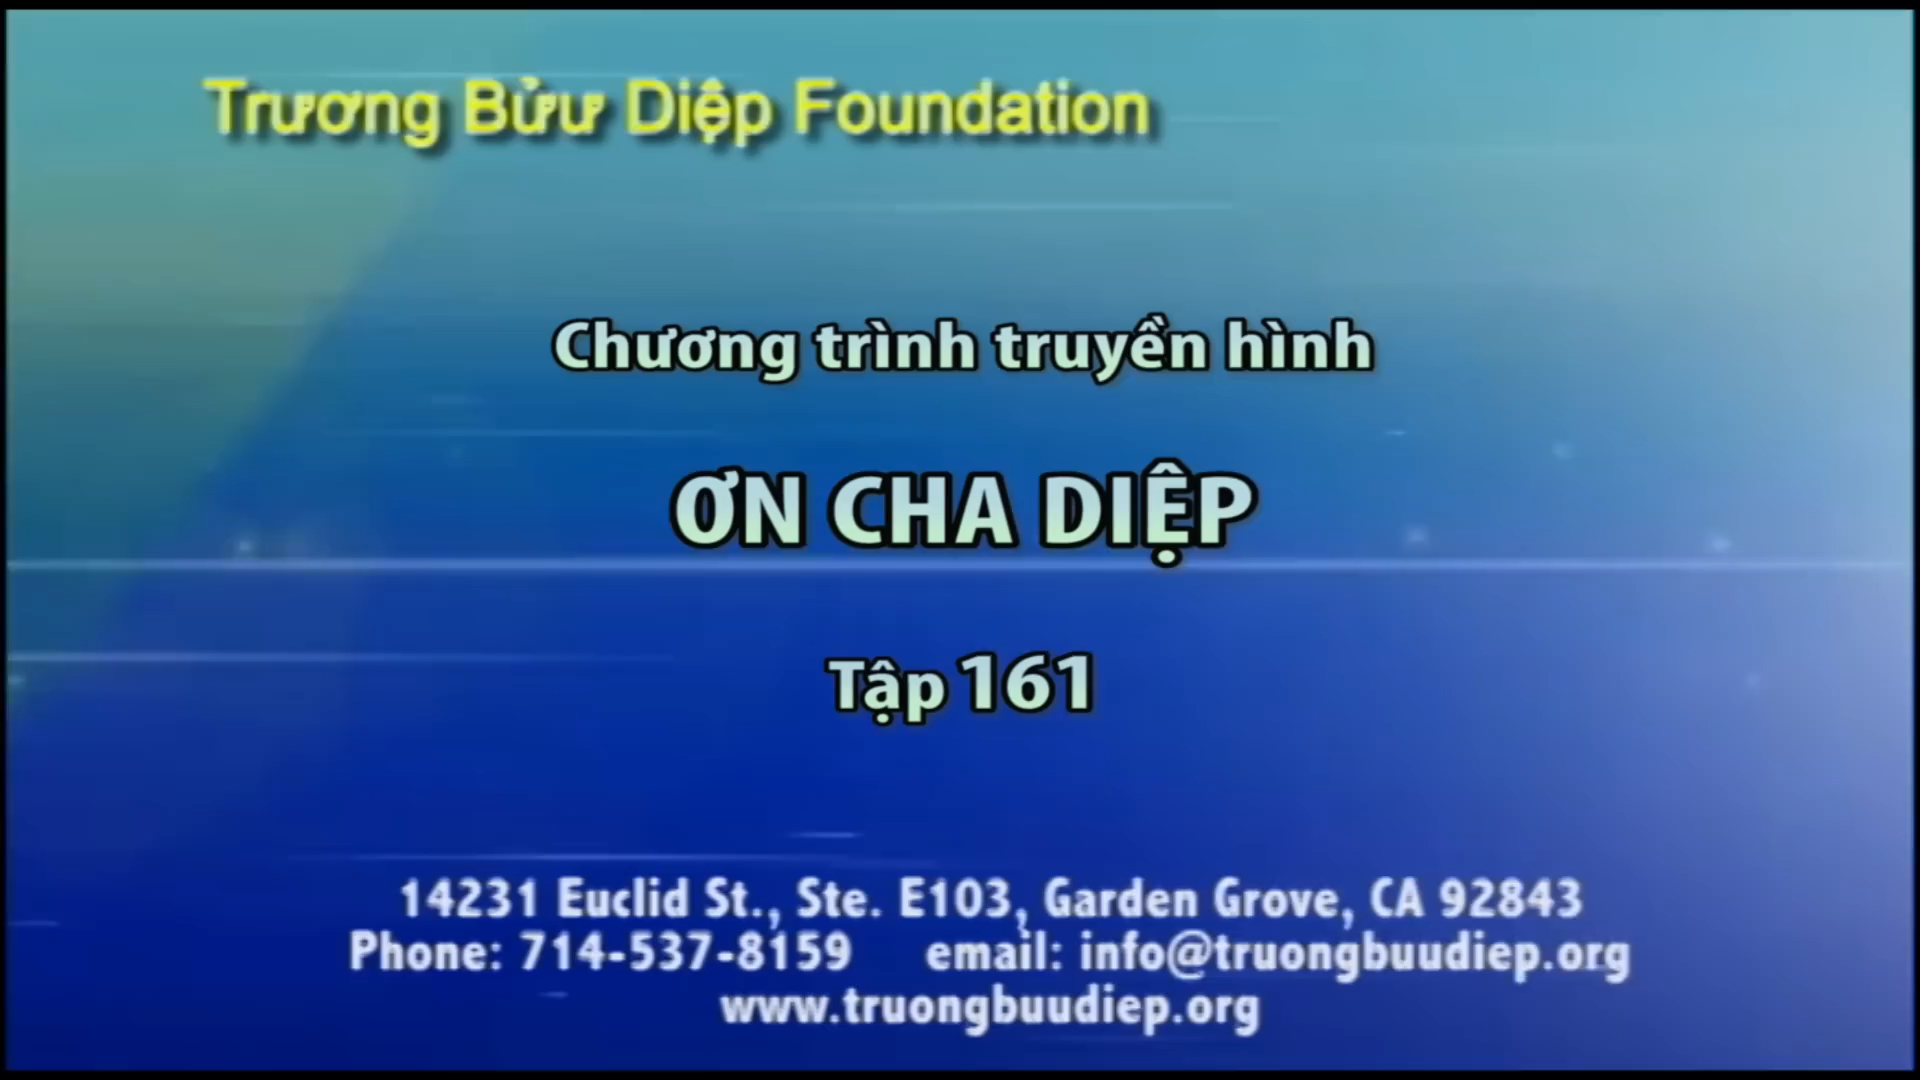 Trương Bửu Diệp Foundation
Chương trình truyền hình
ƠN CHA DIỆP
Tập 161
14231 Euclid St., Ste. E103, Garden Grove, CA 92843
Phone: 714-537-8159 email: info@truongbuudiep.org
www.truongbuudiep.org